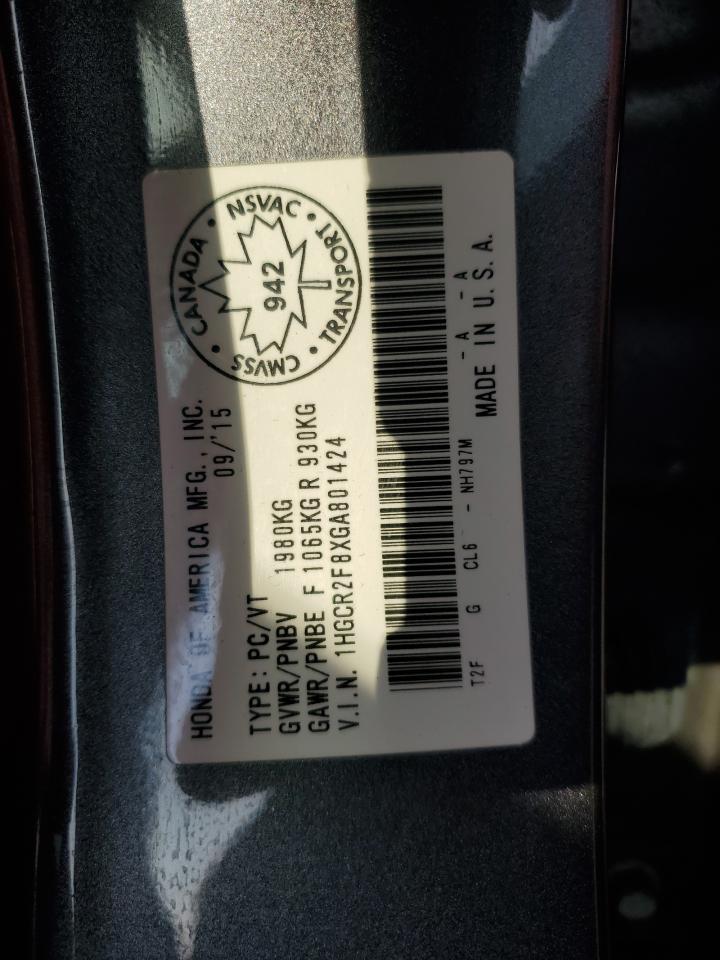 HONDA OF AMERICA MFG., INC.
09/'15
TYPE: PC/VT
GVWR/PNBV 1980KG
GAWR/PNBE F 1065KG R 930KG
V.I.N. 1HGCR2F8XGA801424
CANADA • NSVAC • TRANSPORT • CMVSS •
942
T2F G CL6 - NH797M - A - A
MADE IN U.S.A.